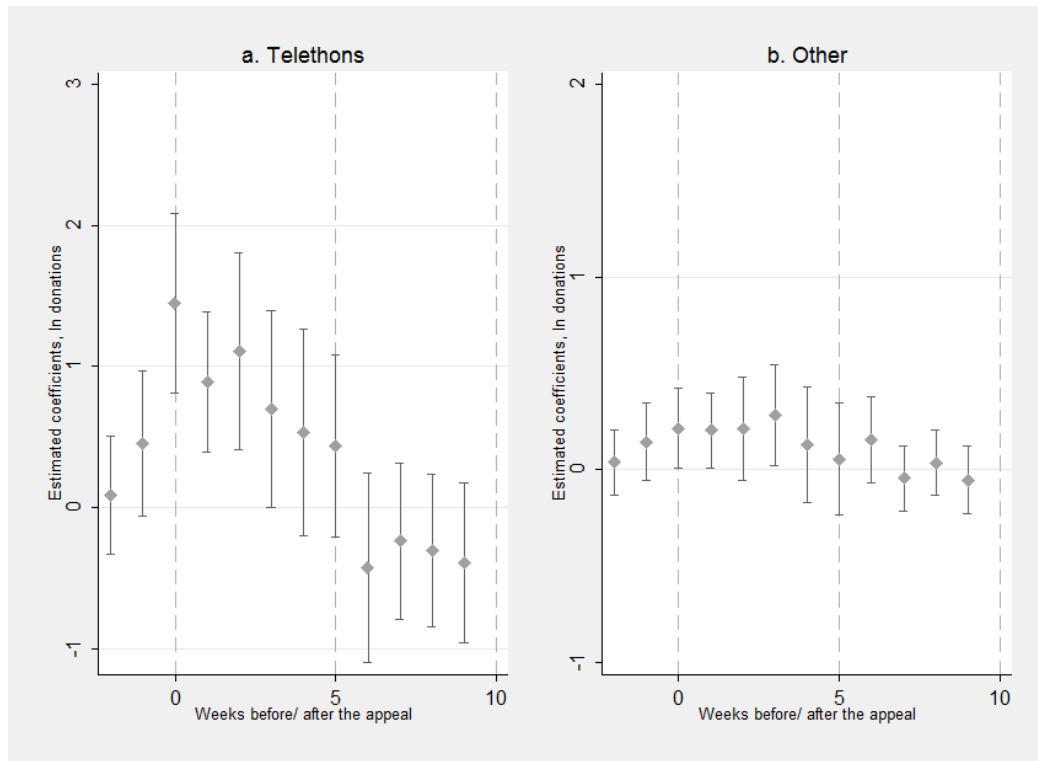 a. Telethons
Estimated coefficients, ln donations
3
2
1
0
-1
0 5 10
Weeks before/ after the appeal
b. Other
Estimated coefficients, ln donations
2
1
0
-1
0 5 10
Weeks before/ after the appeal